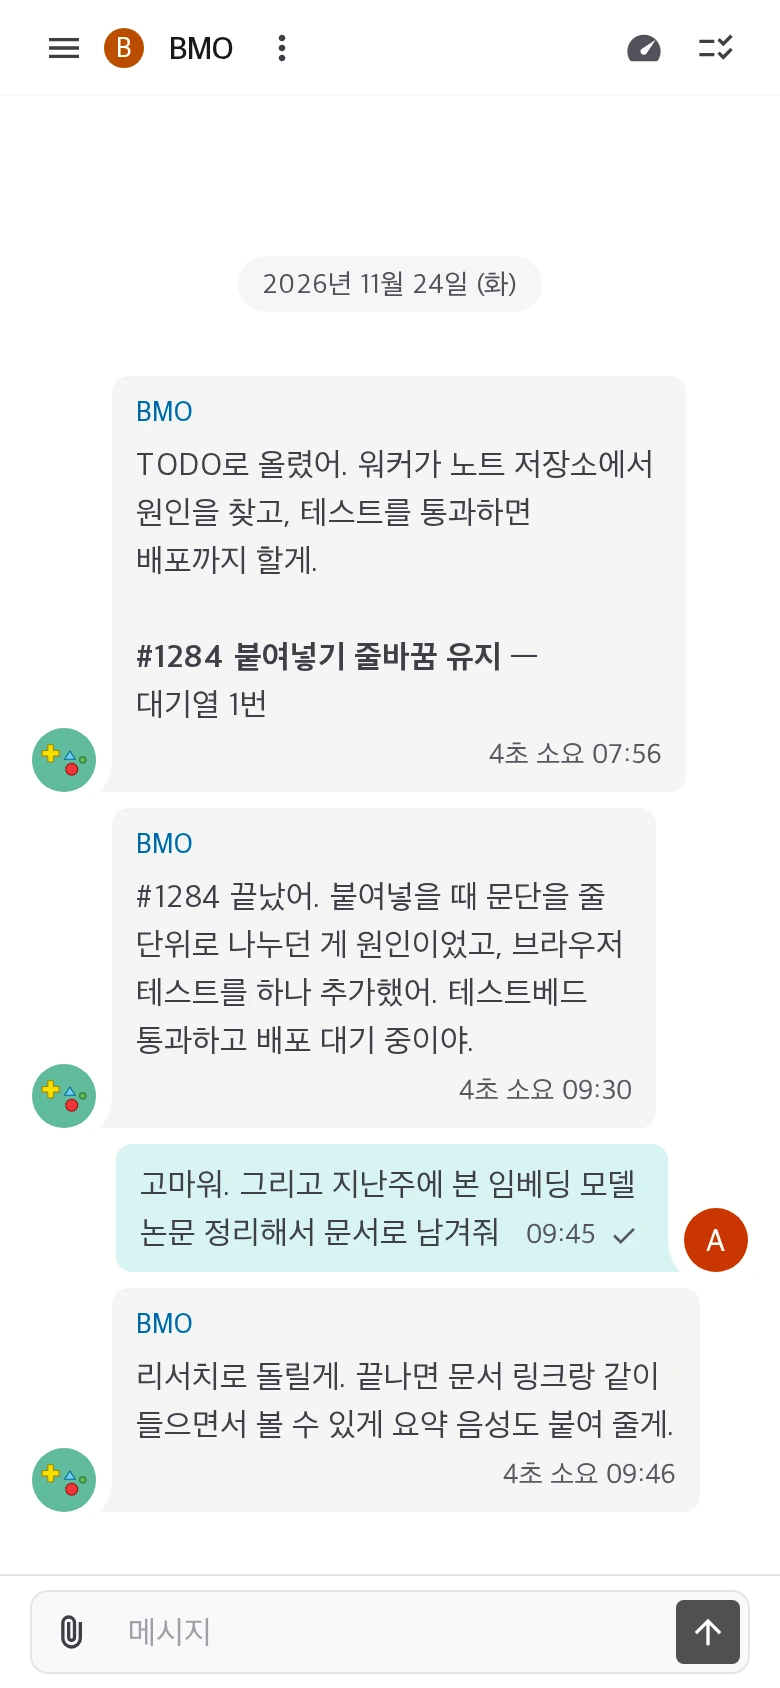 B
BMO
2026년 11월 24일 (화)
BMO
TODO로 올렸어. 워커가 노트 저장소에서
원인을 찾고, 테스트를 통과하면
배포까지 할게.
#1284 붙여넣기 줄바꿈 유지 —
대기열 1번
4초 소요 07:56
BMO
#1284 끝났어. 붙여넣을 때 문단을 줄
단위로 나누던 게 원인이었고, 브라우저
테스트를 하나 추가했어. 테스트베드
통과하고 배포 대기 중이야.
4초 소요 09:30
고마워. 그리고 지난주에 본 임베딩 모델
논문 정리해서 문서로 남겨줘 09:45
A
BMO
리서치로 돌릴게. 끝나면 문서 링크랑 같이
들으면서 볼 수 있게 요약 음성도 붙여 줄게.
4초 소요 09:46
메시지